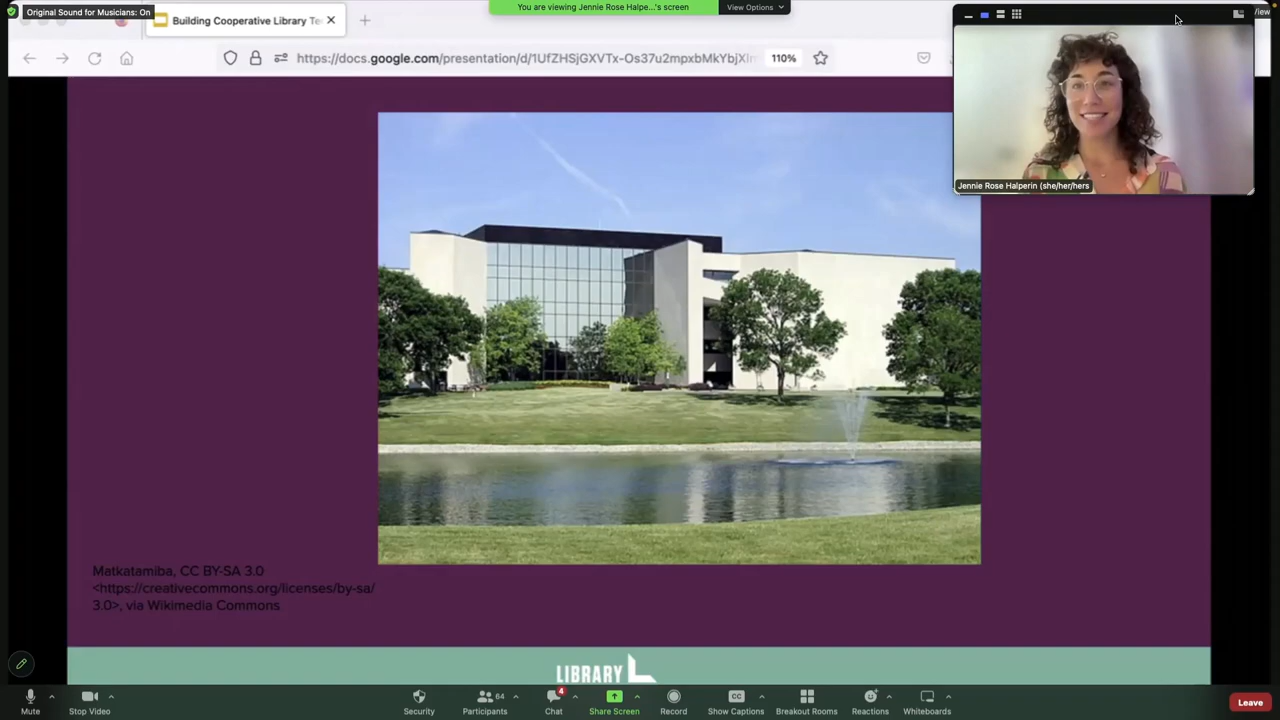 Original Sound for Musicians: On
Building Cooperative Library Te
You are viewing Jennie Rose Halpe...'s screen
View Options
View
https://docs.google.com/presentation/d/1UfZHSjGXVTx-Os37u2mpxbMkYbjXl
110%
Jennie Rose Halperin (she/her/hers
Matkatamiba, CC BY-SA 3.0
<https://creativecommons.org/licenses/by-sa/
3.0>, via Wikimedia Commons
LIBRARY
Mute
Stop Video
Security
64
Participants
4
Chat
Share Screen
Record
CC
Show Captions
Breakout Rooms
Reactions
Whiteboards
Leave